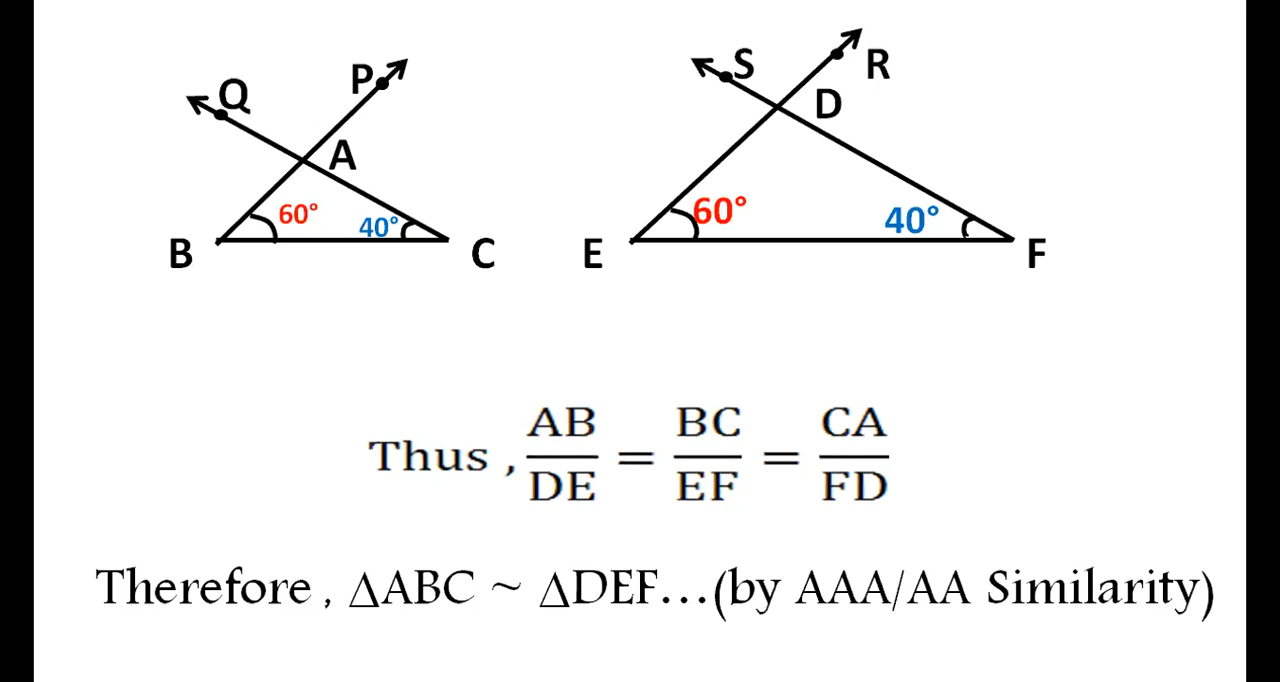 Q P A 60° 40° B C
S R D 60° 40° E F
Thus , AB/DE = BC/EF = CA/FD
Therefore , ΔABC ~ ΔDEF...(by AAA/AA Similarity)